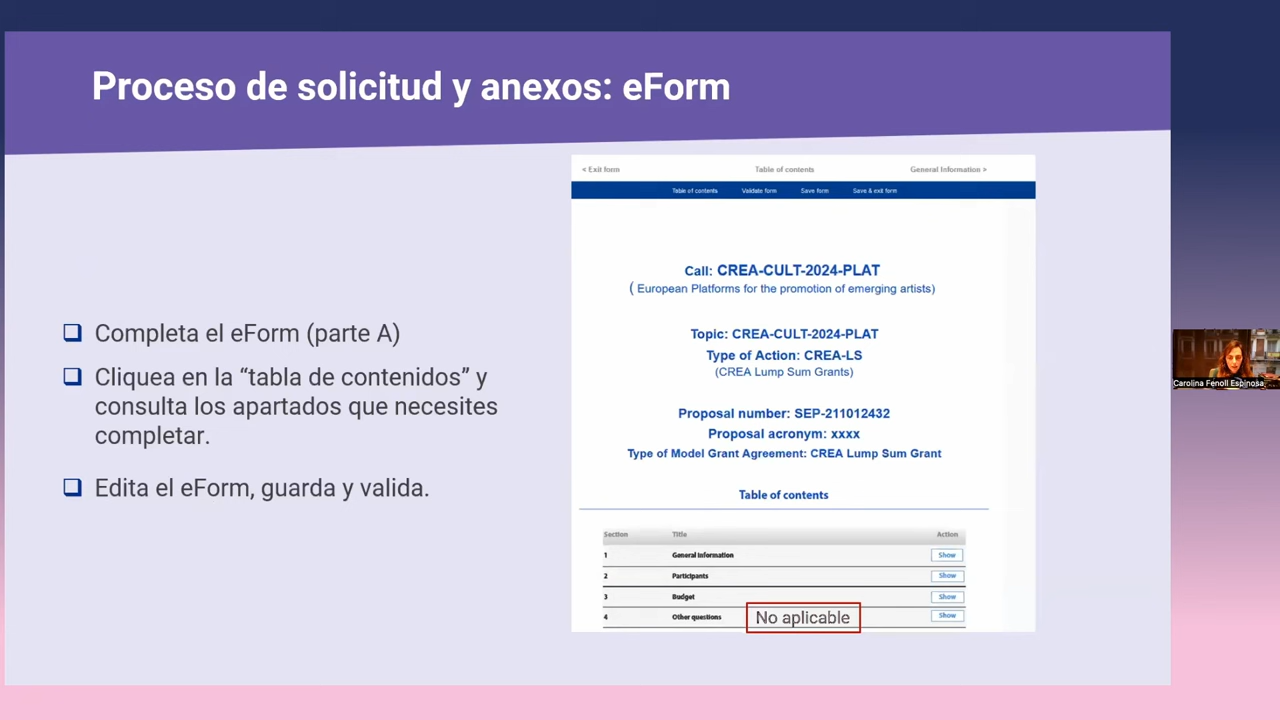 Proceso de solicitud y anexos: eForm
Completa el eForm (parte A)
Cliquea en la “tabla de contenidos” y
consulta los apartados que necesites
completar.
Edita el eForm, guarda y valida.
< Exit form Table of contents General Information >
Table of contents Validate form Save form Save & exit form
Call: CREA-CULT-2024-PLAT
( European Platforms for the promotion of emerging artists)
Topic: CREA-CULT-2024-PLAT
Type of Action: CREA-LS
(CREA Lump Sum Grants)
Proposal number: SEP-211012432
Proposal acronym: xxxx
Type of Model Grant Agreement: CREA Lump Sum Grant
Table of contents
Section Title Action
1 General Information Show
2 Participants Show
3 Budget Show
4 Other questions No aplicable Show
Carolina Fenoll Espinosa